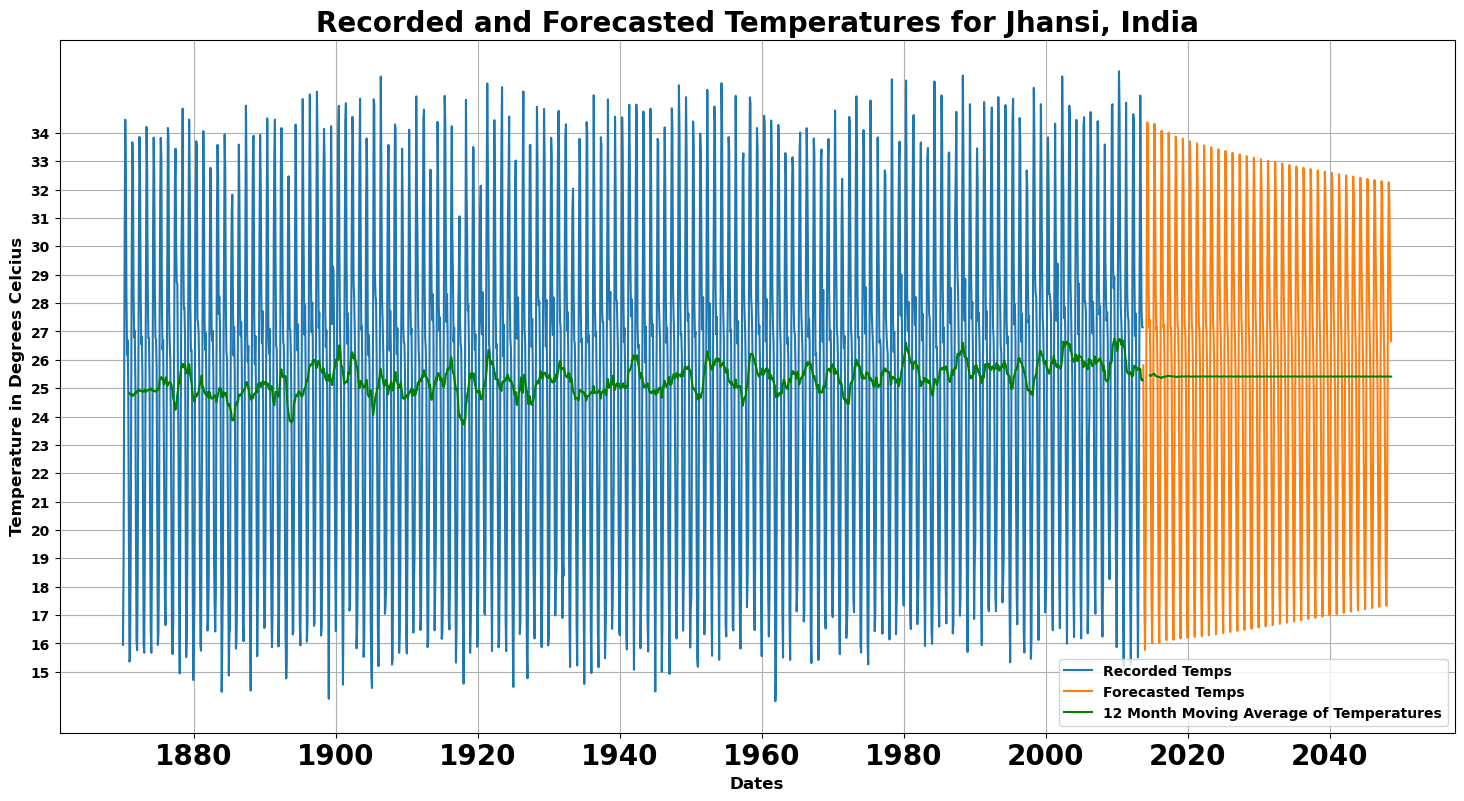 Recorded and Forecasted Temperatures for Jhansi, India
Temperature in Degrees Celcius
34
33
32
31
30
29
28
27
26
25
24
23
22
21
20
19
18
17
16
15
Recorded Temps
Forecasted Temps
12 Month Moving Average of Temperatures
1880 1900 1920 1940 1960 1980 2000 2020 2040
Dates